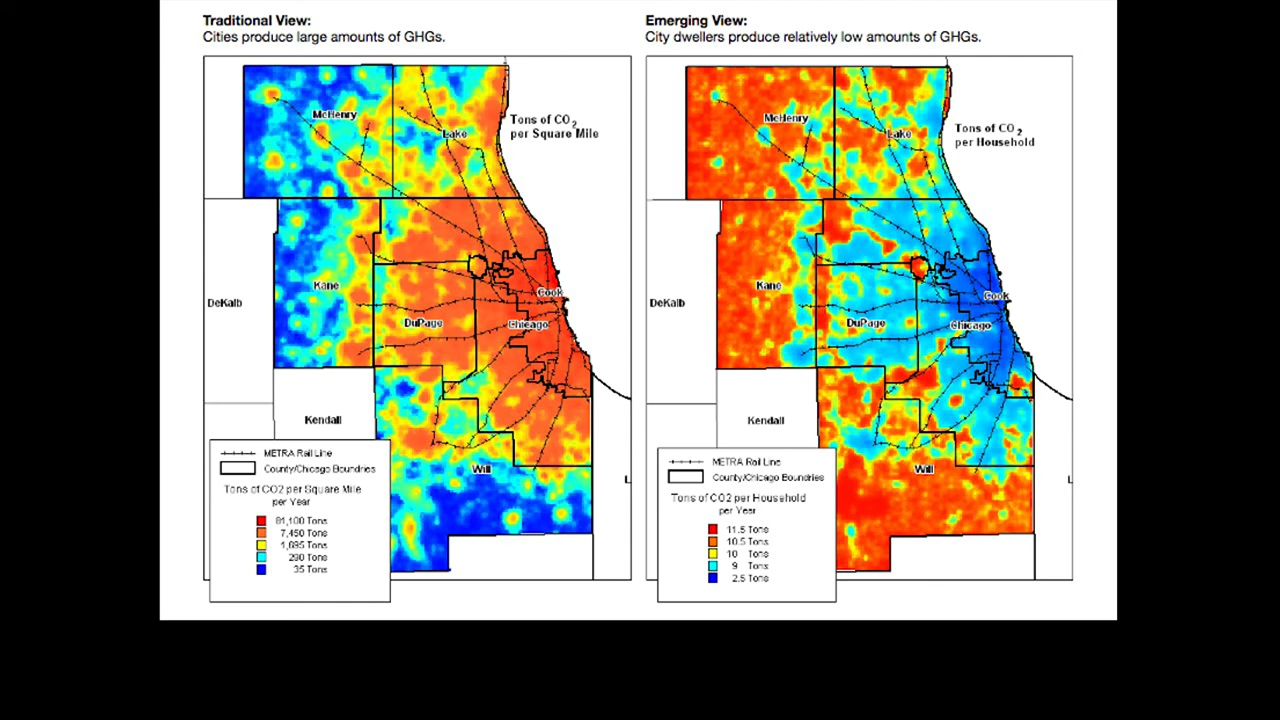 Traditional View:
Cities produce large amounts of GHGs.
McHenry
Lake
Tons of CO2
per Square Mile
Kane
Cook
DeKalb
DuPage
Chicago
Kendall
Will
L
METRA Rail Line
County/Chicago Boundries
Tons of CO2 per Square Mile
per Year
81,100 Tons
7,450 Tons
1,695 Tons
290 Tons
35 Tons
Emerging View:
City dwellers produce relatively low amounts of GHGs.
McHenry
Lake
Tons of CO2
per Household
Kane
Cook
DeKalb
DuPage
Chicago
Kendall
Will
L
METRA Rail Line
County/Chicago Boundries
Tons of CO2 per Household
per Year
11.5 Tons
10.5 Tons
10 Tons
9 Tons
2.5 Tons